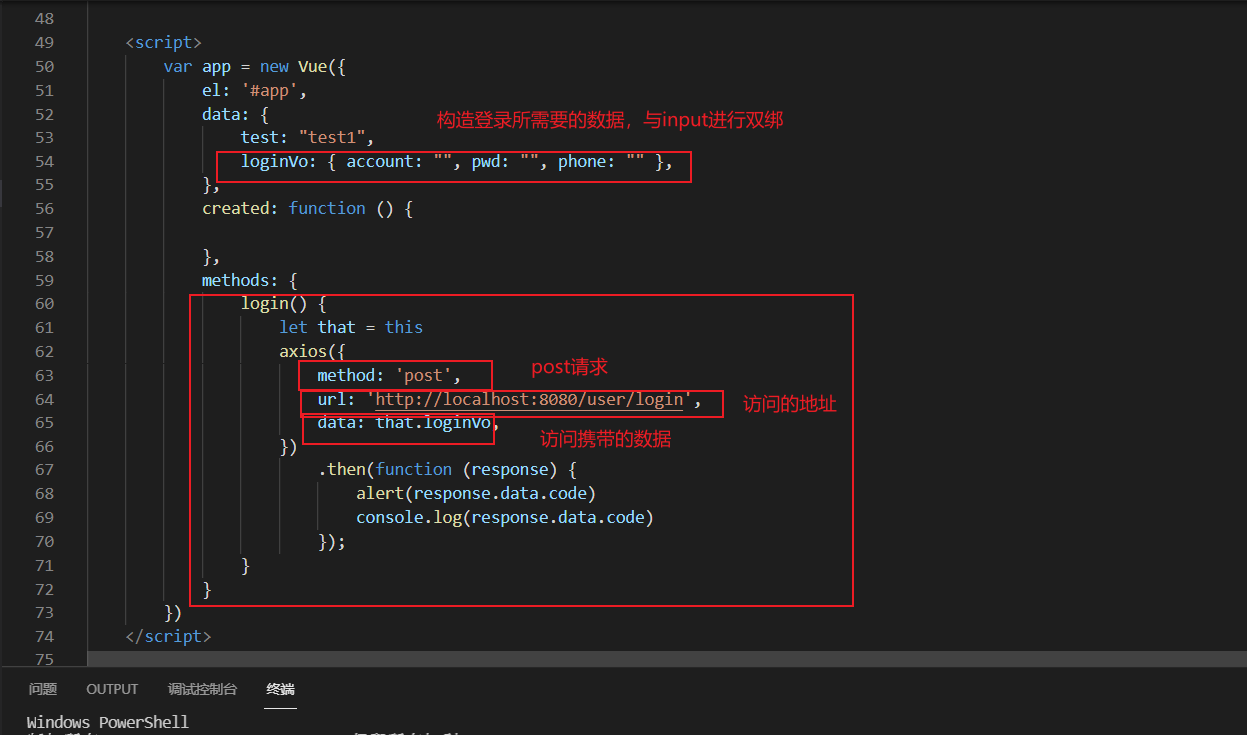 48
49 <script>
50 var app = new Vue({
51 el: '#app',
52 data: {
构造登录所需要的数据，与input进行双绑
53 test: "test1",
54 loginVo: { account: "", pwd: "", phone: "" },
55 },
56 created: function () {
57
58 },
59 methods: {
60 login() {
61 let that = this
62 axios({
63 method: 'post',
post请求
64 url: 'http://localhost:8080/user/login',
访问的地址
65 data: that.loginVo,
访问携带的数据
66 })
67 .then(function (response) {
68 alert(response.data.code)
69 console.log(response.data.code)
70 });
71 }
72 }
73 })
74 </script>
75
问题 OUTPUT 调试控制台 终端
Windows PowerShell